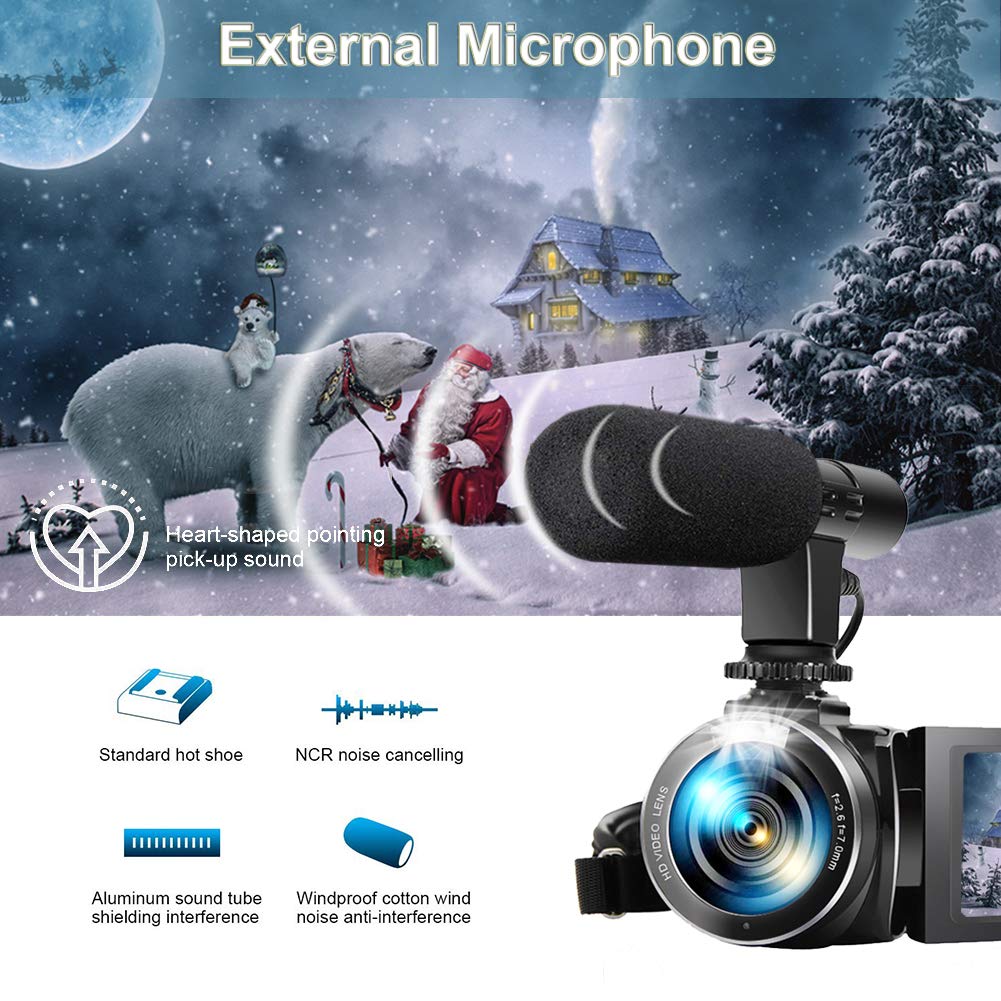 External Microphone
Heart-shaped pointing
pick-up sound
Standard hot shoe
NCR noise cancelling
Aluminum sound tube
shielding interference
Windproof cotton wind
noise anti-interference
HD VIDEO LENS
f=2.6 f=7.0mm